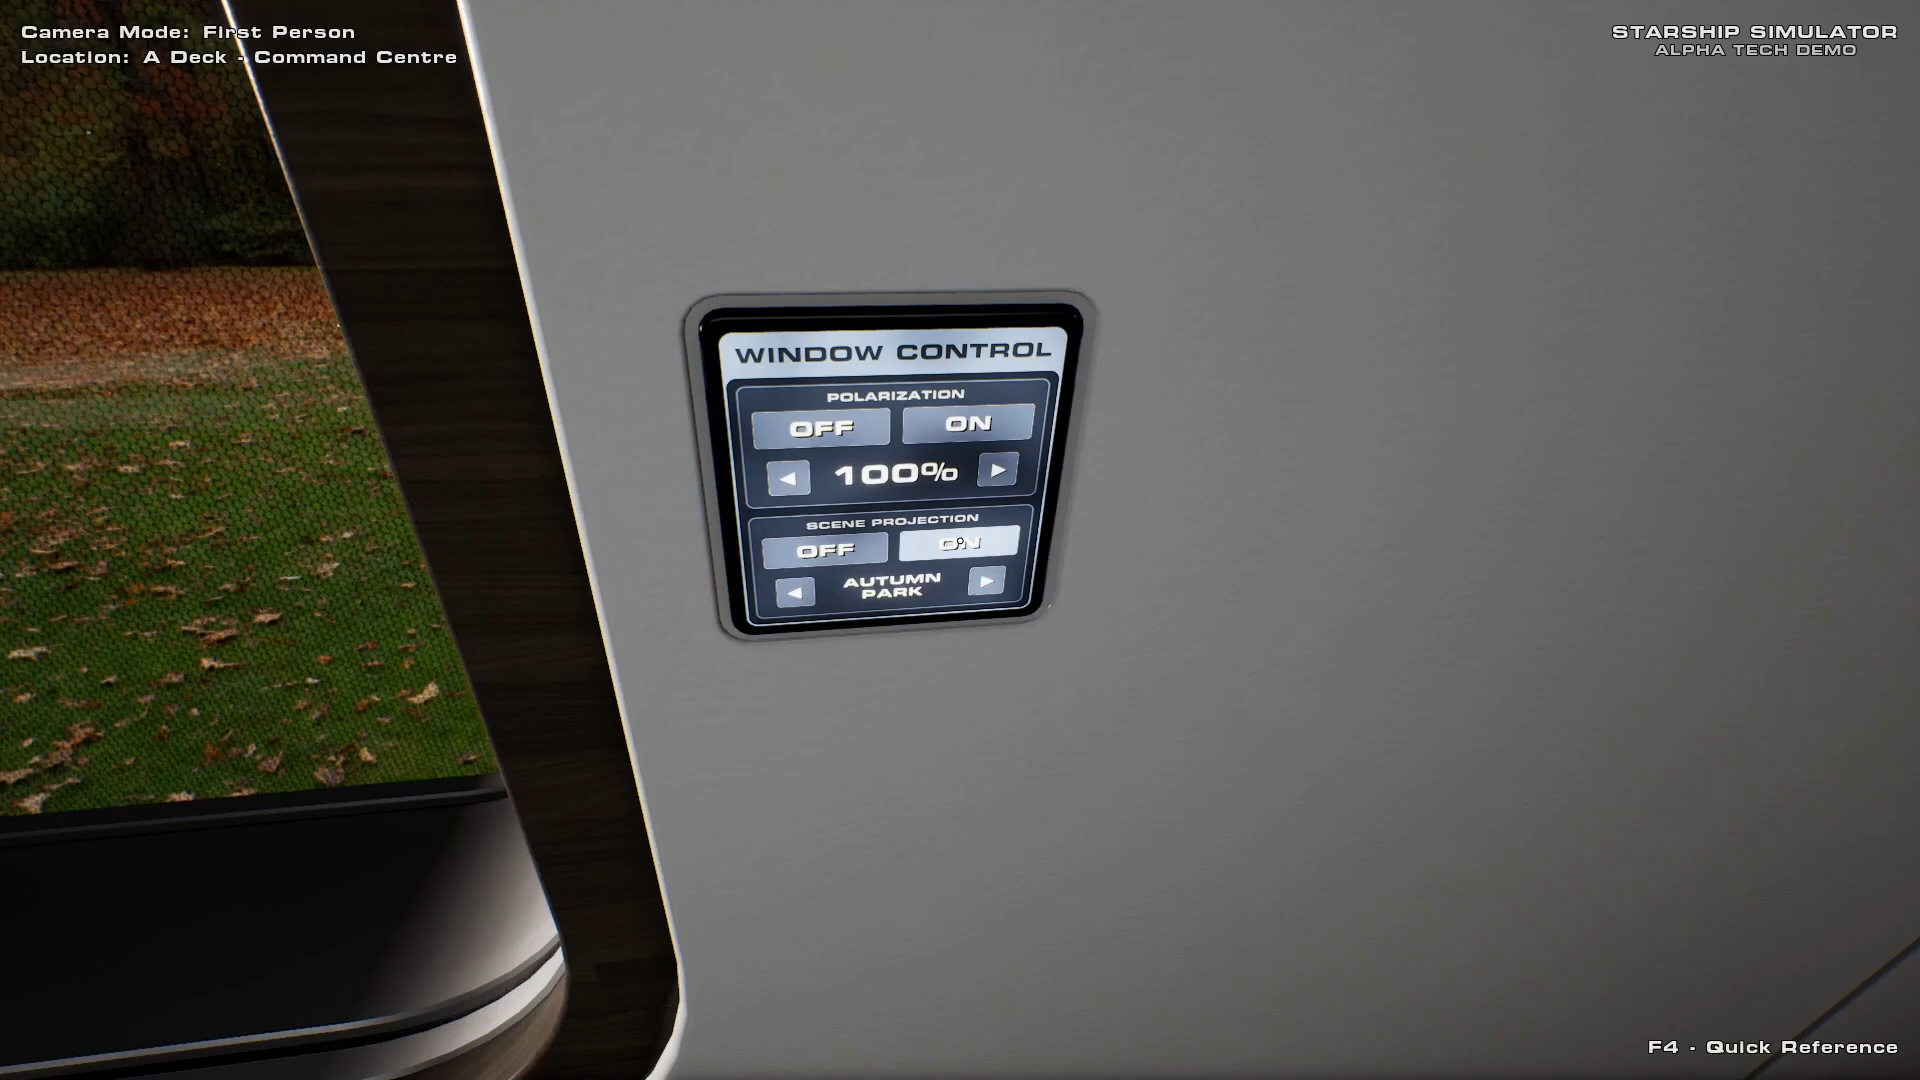 Camera Mode: First Person
Location: A Deck - Command Centre
STARSHIP SIMULATOR
ALPHA TECH DEMO
WINDOW CONTROL
POLARIZATION
OFF ON
◀ 100% ▶
SCENE PROJECTION
OFF ON
◀ AUTUMN ▶
PARK
F4 - Quick Reference